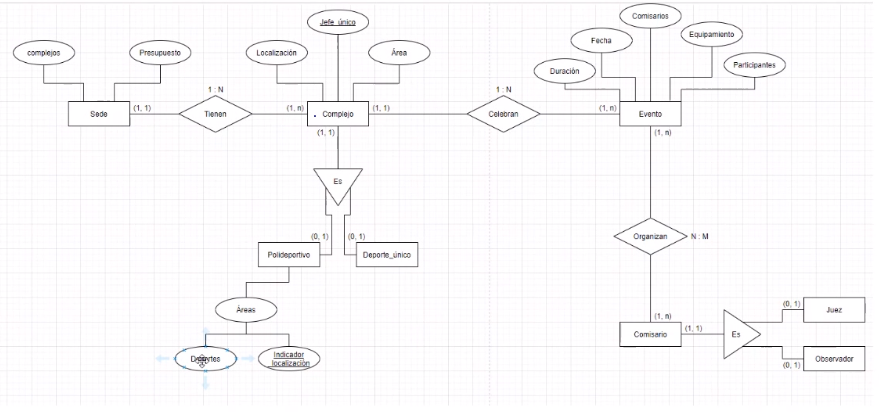 Jefe_único
Comisarios
complejos
Presupuesto
Localización
Área
Fecha
Equipamiento
Duración
Participantes
1 : N
1 : N
Sede
(1, 1)
Tienen
(1, n)
Complejo
(1, 1)
Celebran
(1, n)
Evento
(1, 1)
(1, n)
Es
(0, 1)
(0, 1)
Organizan
N : M
Polideportivo
Deporte_único
Áreas
(1, n)
(0, 1)
Juez
Comisario
(1, 1)
Es
Deportes
Indicador
_localización
Observador
(0, 1)